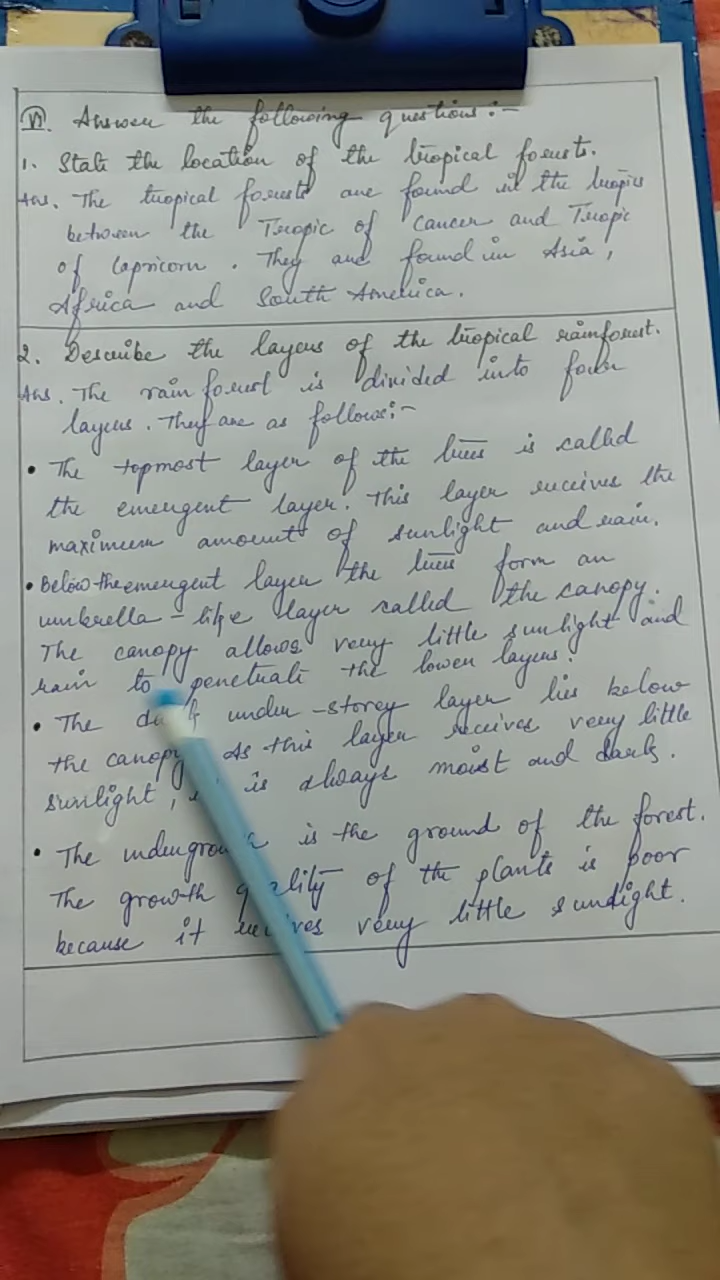 VI. Answer the following questions:-
1. State the location of the tropical forests.
Ans. The tropical forests are found in the tropics
between the Tropic of Cancer and Tropic
of Capricorn. They are found in Asia,
Africa and South America.
2. Describe the layers of the tropical rainforest.
Ans. The rain forest is divided into four
layers. They are as follows:-
• The topmost layer of the trees is called
the emergent layer. This layer receives the
maximum amount of sunlight and rain.
• Below the emergent layer the trees form an
umbrella-like layer called the canopy.
The canopy allows very little sunlight and
rain to penetrate the lower layers.
• The under-storey layer lies below
the canopy. As this layer receives very little
sunlight, is always moist and dark.
• The is the ground of the forest.
The growth of the plants is poor
because it very little sunlight.